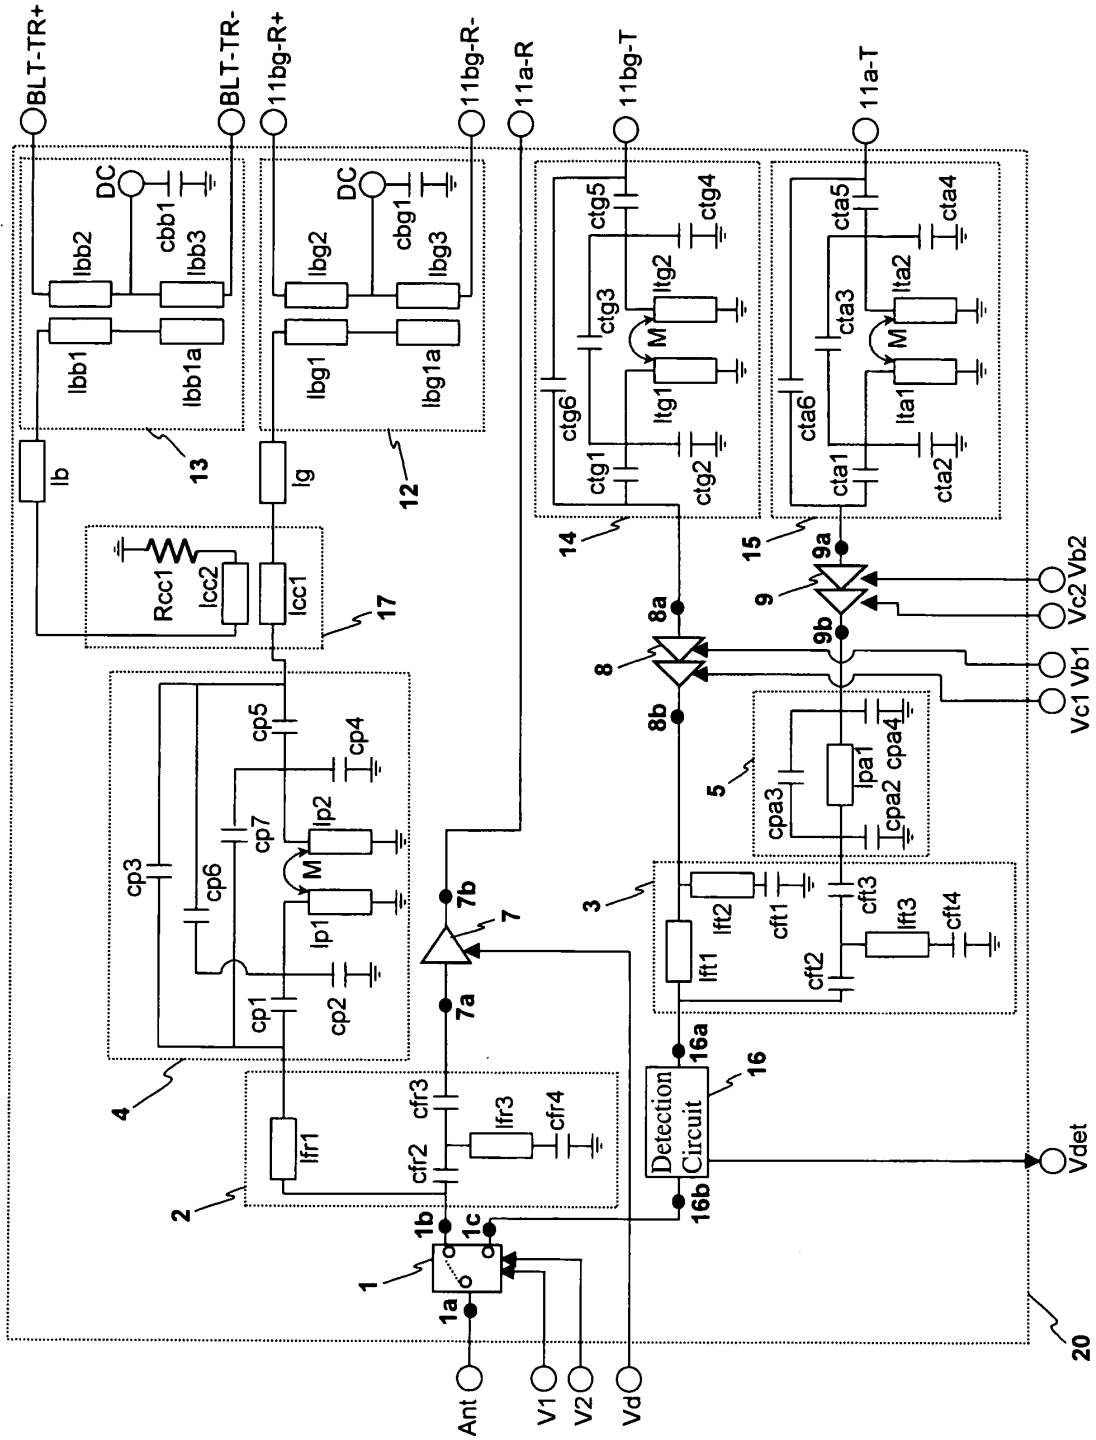 BLT-TR+
BLT-TR-
11bg-R+
11bg-R-
11a-R
11bg-T
11a-T
DC
cbb1
lbb2
lbb3
lbb1
lbb1a
13
lb
DC
cbg1
lbg2
lbg3
lbg1
lbg1a
12
lg
Rcc1
lcc2
lcc1
17
cp3
cp6
cp7
cp5
cp4
lp2
M
lp1
cp1
cp2
4
lfr1
cfr2
cfr3
lfr3
cfr4
2
7b
7
7a
1b
1c
1
1a
Ant
V1
V2
Vd
ctg5
ctg4
ctg3
ltg2
M
ltg1
ctg6
ctg1
ctg2
14
cta5
cta4
cta3
lta2
M
lta1
cta6
cta1
cta2
15
9a
9
9b
8a
8
8b
Vb2
Vc2
Vb1
Vc1
cpa3
lpa1
cpa4
cpa2
5
lft1
lft2
cft1
cft3
lft3
cft4
cft2
3
16a
Detection
Circuit
16
16b
Vdet
20